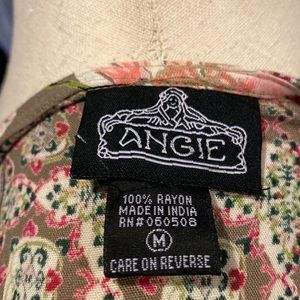 ANGIE
100% RAYON
MADE IN INDIA
RN#060508
M
CARE ON REVERSE